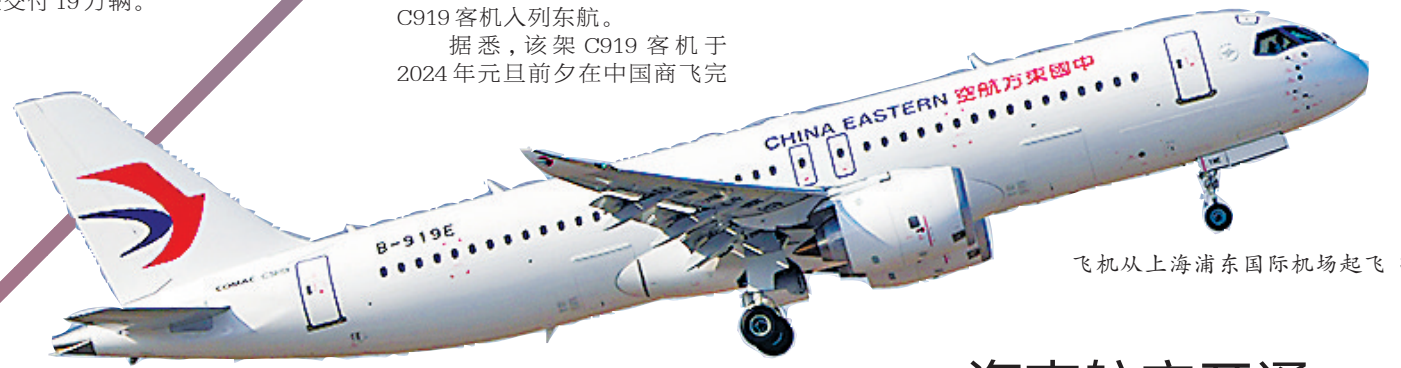 交付19万辆。
C919客机入列东航。
据悉,该架C919客机于
2024年元旦前夕在中国商飞完
CHINA EASTERN 空航方東國中
B-919E
COMAC C919
飞机从上海浦东国际机场起飞